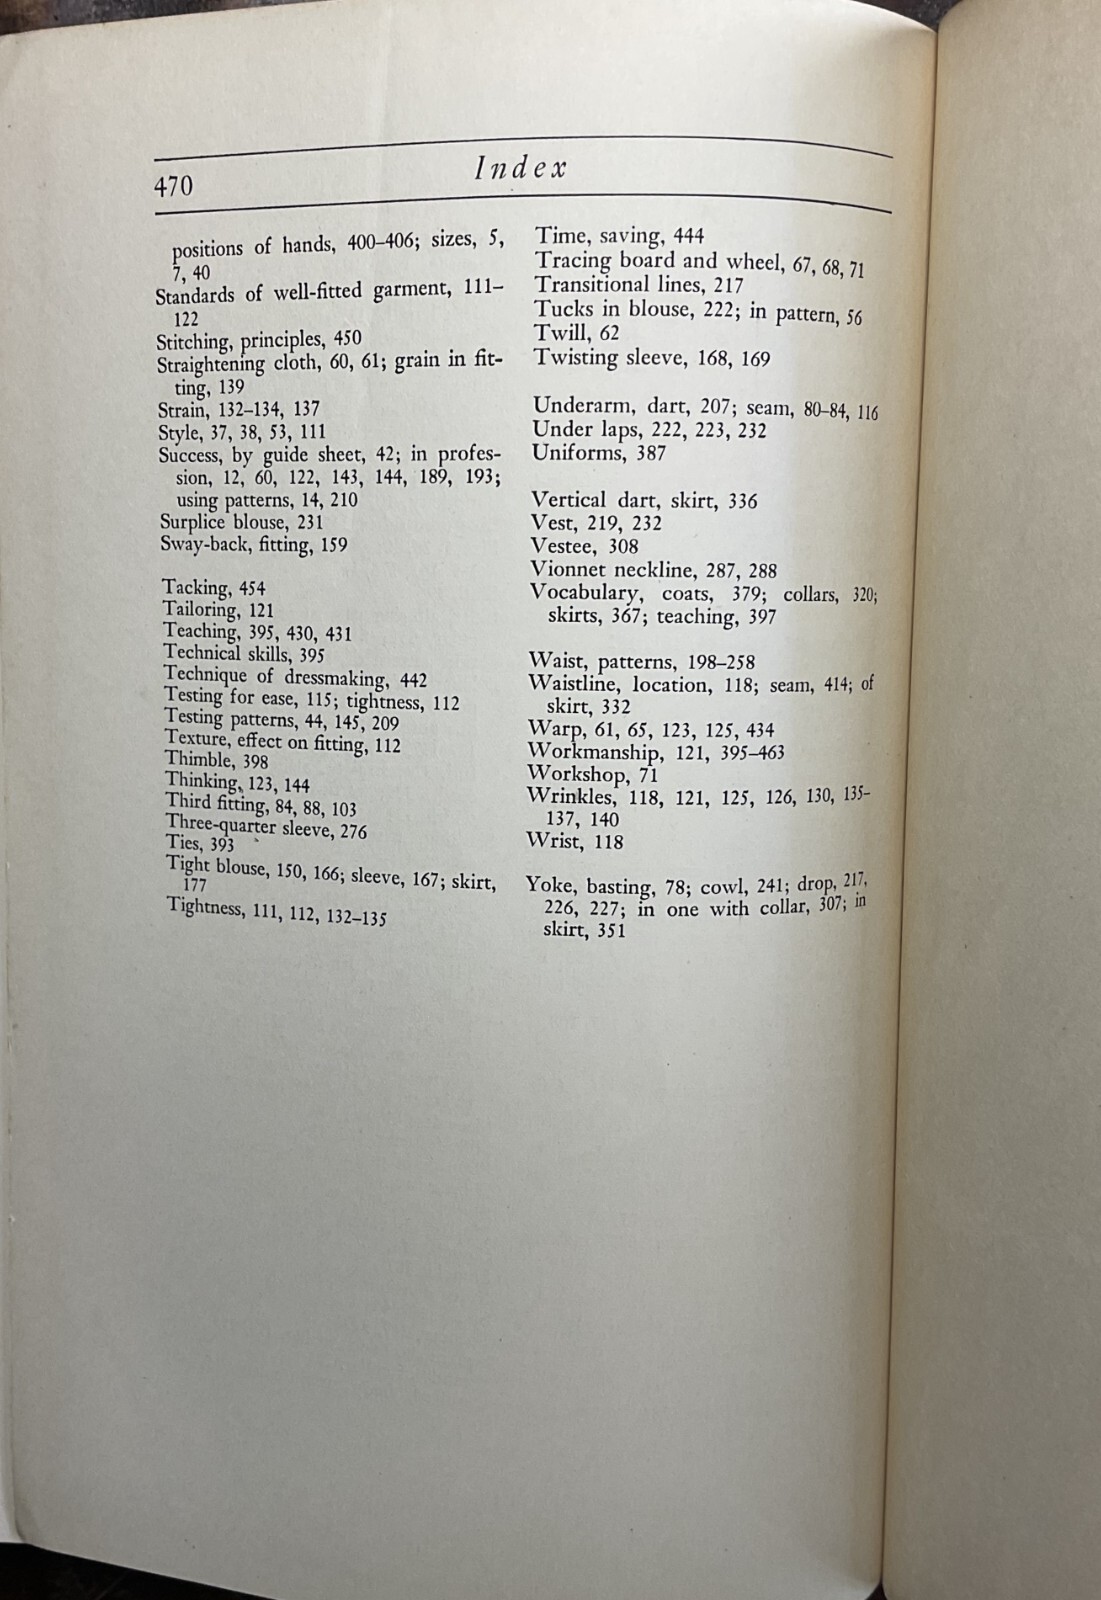 470
Index
positions of hands, 400–406; sizes, 5,
7, 40
Standards of well-fitted garment, 111–
122
Stitching, principles, 450
Straightening cloth, 60, 61; grain in fit-
ting, 139
Strain, 132–134, 137
Style, 37, 38, 53, 111
Success, by guide sheet, 42; in profes-
sion, 12, 60, 122, 143, 144, 189, 193;
using patterns, 14, 210
Surplice blouse, 231
Sway-back, fitting, 159
Tacking, 454
Tailoring, 121
Teaching, 395, 430, 431
Technical skills, 395
Technique of dressmaking, 442
Testing for ease, 115; tightness, 112
Testing patterns, 44, 145, 209
Texture, effect on fitting, 112
Thimble, 398
Thinking, 123, 144
Third fitting, 84, 88, 103
Three-quarter sleeve, 276
Ties, 393
Tight blouse, 150, 166; sleeve, 167; skirt,
177
Tightness, 111, 112, 132–135
Time, saving, 444
Tracing board and wheel, 67, 68, 71
Transitional lines, 217
Tucks in blouse, 222; in pattern, 56
Twill, 62
Twisting sleeve, 168, 169
Underarm, dart, 207; seam, 80–84, 116
Under laps, 222, 223, 232
Uniforms, 387
Vertical dart, skirt, 336
Vest, 219, 232
Vestee, 308
Vionnet neckline, 287, 288
Vocabulary, coats, 379; collars, 320;
skirts, 367; teaching, 397
Waist, patterns, 198–258
Waistline, location, 118; seam, 414; of
skirt, 332
Warp, 61, 65, 123, 125, 434
Workmanship, 121, 395–463
Workshop, 71
Wrinkles, 118, 121, 125, 126, 130, 135–
137, 140
Wrist, 118
Yoke, basting, 78; cowl, 241; drop, 217,
226, 227; in one with collar, 307; in
skirt, 351